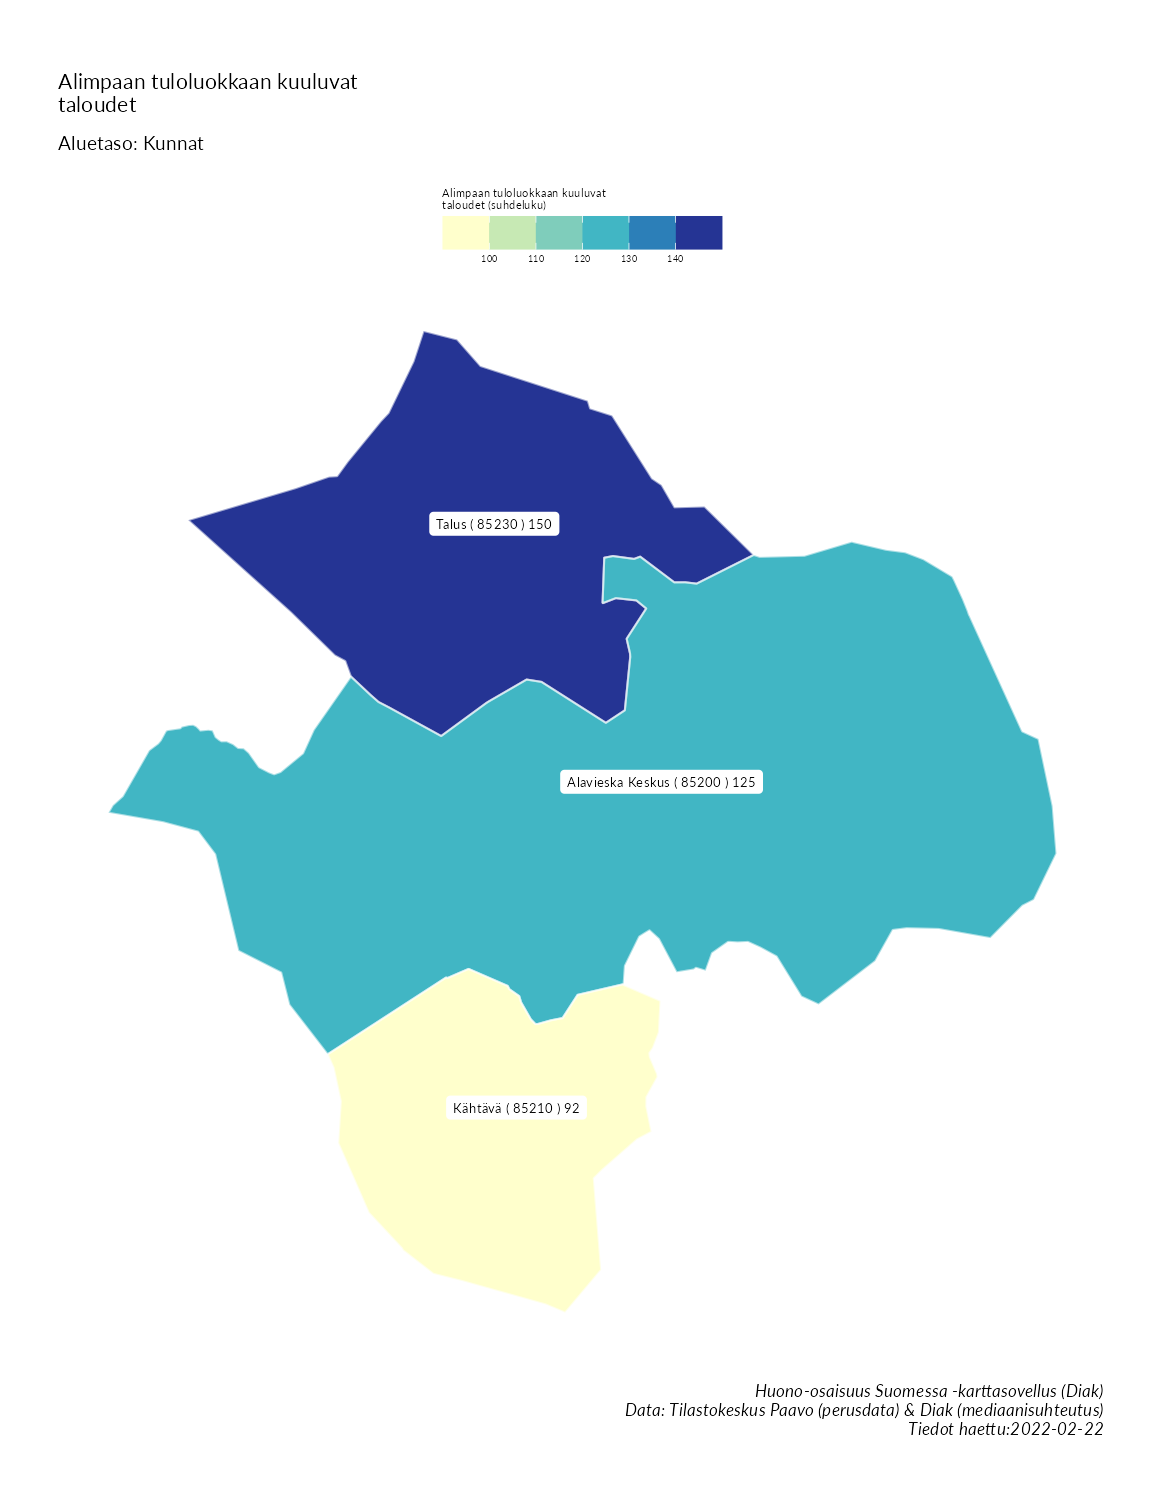 Alimpaan tuloluokkaan kuuluvat
taloudet
Aluetaso: Kunnat
Alimpaan tuloluokkaan kuuluvat
taloudet (suhdeluku)
100 110 120 130 140
Talus ( 85230 ) 150
Alavieska Keskus ( 85200 ) 125
Kähtävä ( 85210 ) 92
Huono-osaisuus Suomessa -karttasovellus (Diak)
Data: Tilastokeskus Paavo (perusdata) & Diak (mediaanisuhteutus)
Tiedot haettu:2022-02-22